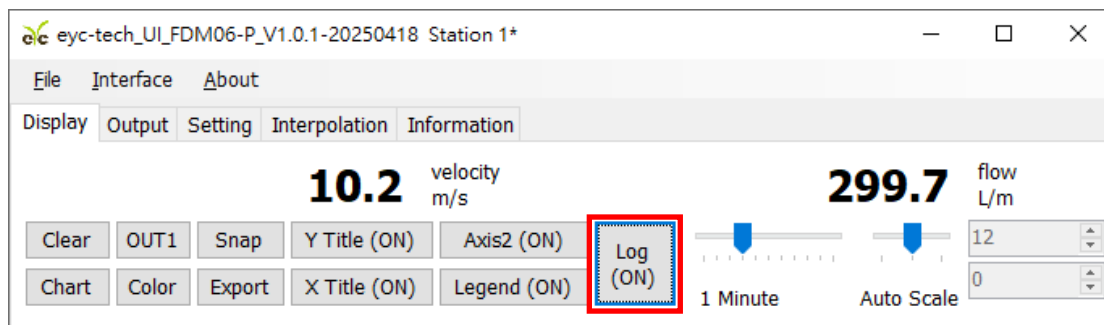 eyc-tech_UI_FDM06-P_V1.0.1-20250418 Station 1*
File Interface About
Display Output Setting Interpolation Information
10.2 velocity m/s 299.7 flow L/m
Clear OUT1 Snap Y Title (ON) Axis2 (ON) Log (ON) 12
Chart Color Export X Title (ON) Legend (ON) 1 Minute Auto Scale 0